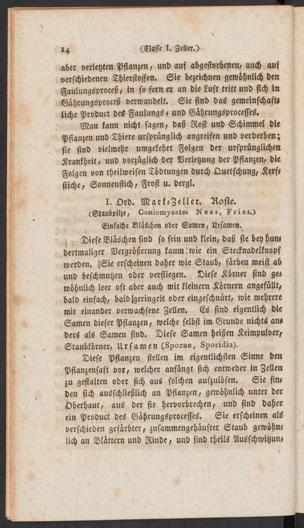 14 (Classe I. Zeller.)
aber verletzten Pflanzen, und auf abgestorbenen, auch auf
verschiedenen Thierstoffen. Sie bezeichnen gewöhnlich den
Faulungsproceß, in so fern er an die Luft tritt und sich in
Gährungsproceß verwandelt. Sie sind das gemeinschaft⸗
liche Product des Faulungs- und Gährungsprocesses.
Man kann nicht sagen, daß Rost und Schimmel die
Pflanzen und Thiere ursprünglich angreifen und verderben;
sie sind vielmehr umgekehrt Folgen der ursprünglichen
Krankheit, und vorzüglich der Verletzung der Pflanzen, die
Folgen von theilweisen Tödtungen durch Quetschung, Kerf⸗
stiche, Sonnenstich, Frost u. dergl.
1. Ord. Mark-Zeller. Roste.
(Staubpilze, Coniomycetes Nees, Fries.)
Einfache Bläschen oder Samen, Ursamen.
Diese Bläschen sind so fein und klein, daß sie bey hun⸗
dertmaliger Vergrößerung kaum wie ein Stecknadelknopf
werden. Sie erscheinen daher wie Staub, färben meist ab
und beschmutzen oder verfliegen. Diese Körner sind ge⸗
wöhnlich leer oft aber auch mit kleinern Körnern angefüllt,
bald einfach, bald geringelt oder eingeschnürt, wie mehrere
mit einander verwachsene Zellen. Es sind eigentlich die
Samen dieser Pflanzen, welche selbst im Grunde nichts an⸗
ders als Samen sind. Diese Samen heißen Keimpulver,
Staubkörner, Ursamen (Sporae, Sporidia).
Diese Pflanzen stellen im eigentlichsten Sinne den
Pflanzensaft vor, welcher anfängt sich entweder in Zellen
zu gestalten oder sich aus solchen aufzulösen. Sie fin⸗
den sich ausschließlich an Pflanzen, gewöhnlich unter der
Oberhaut, aus der sie hervorbrechen, und sind daher
ein Product des Gährungsprocesses. Sie erscheinen als
verschieden gefärbter, zusammengehäufter Staub gewöhn⸗
lich an Blättern und Rinde, und sind theils Ausschwitzun⸗